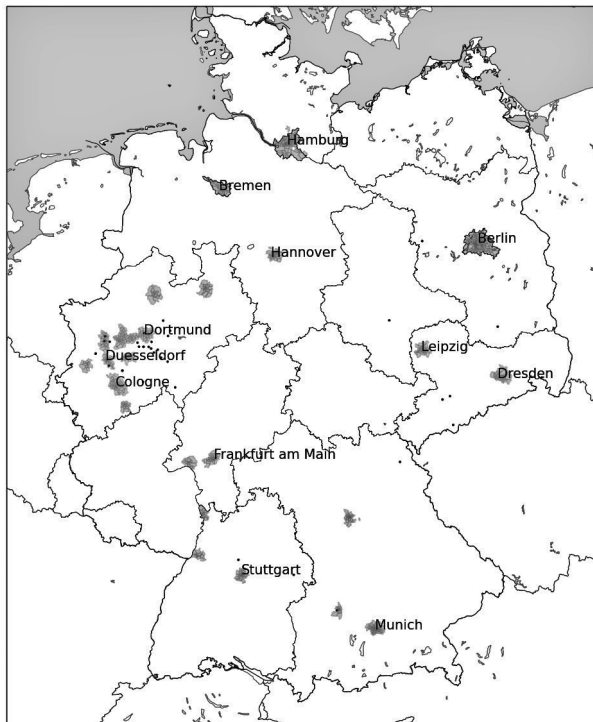 Hamburg
Bremen
Berlin
Hannover
Dortmund
Leipzig
Duesseldorf
Dresden
Cologne
Frankfurt am Main
Stuttgart
Munich